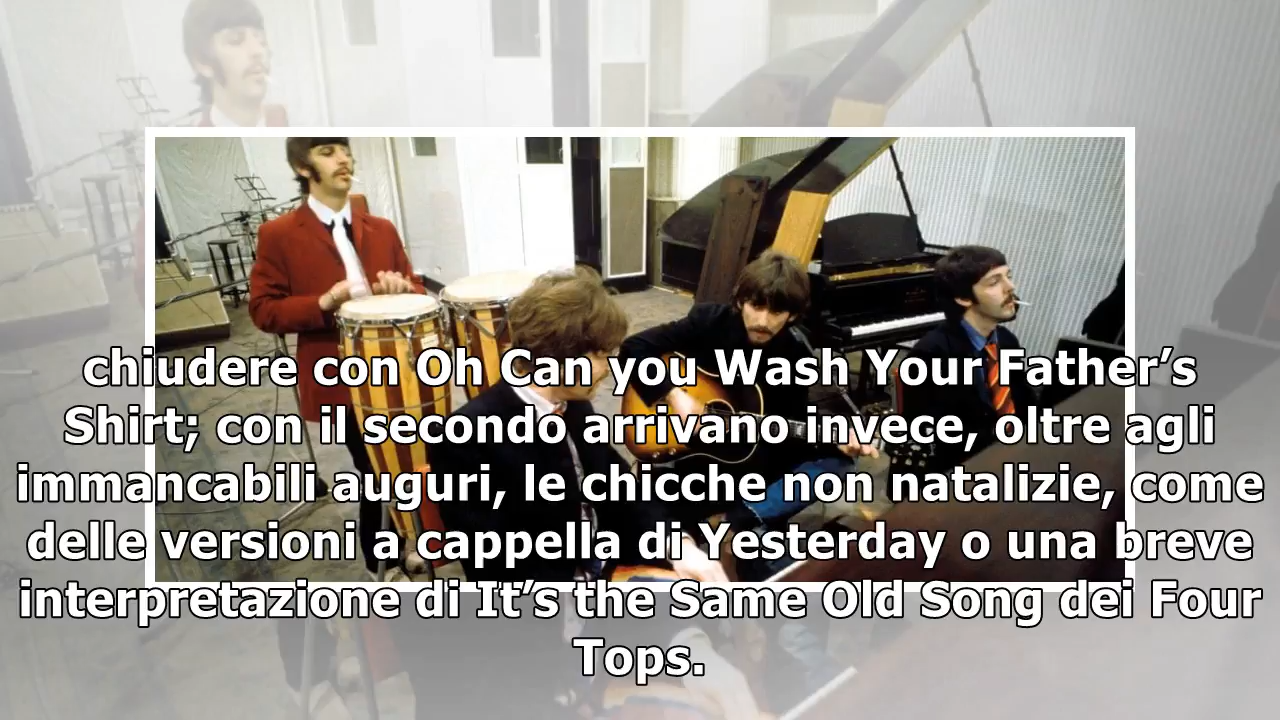 chiudere con Oh Can you Wash Your Father’s
Shirt; con il secondo arrivano invece, oltre agli
immancabili auguri, le chicche non natalizie, come
delle versioni a cappella di Yesterday o una breve
interpretazione di It’s the Same Old Song dei Four
Tops.